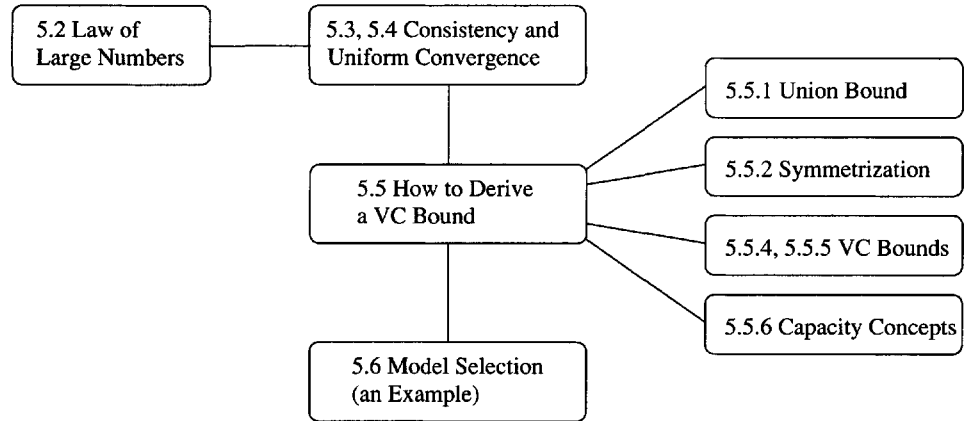 5.2 Law of
Large Numbers
5.3, 5.4 Consistency and
Uniform Convergence
5.5.1 Union Bound
5.5 How to Derive
a VC Bound
5.5.2 Symmetrization
5.5.4, 5.5.5 VC Bounds
5.5.6 Capacity Concepts
5.6 Model Selection
(an Example)